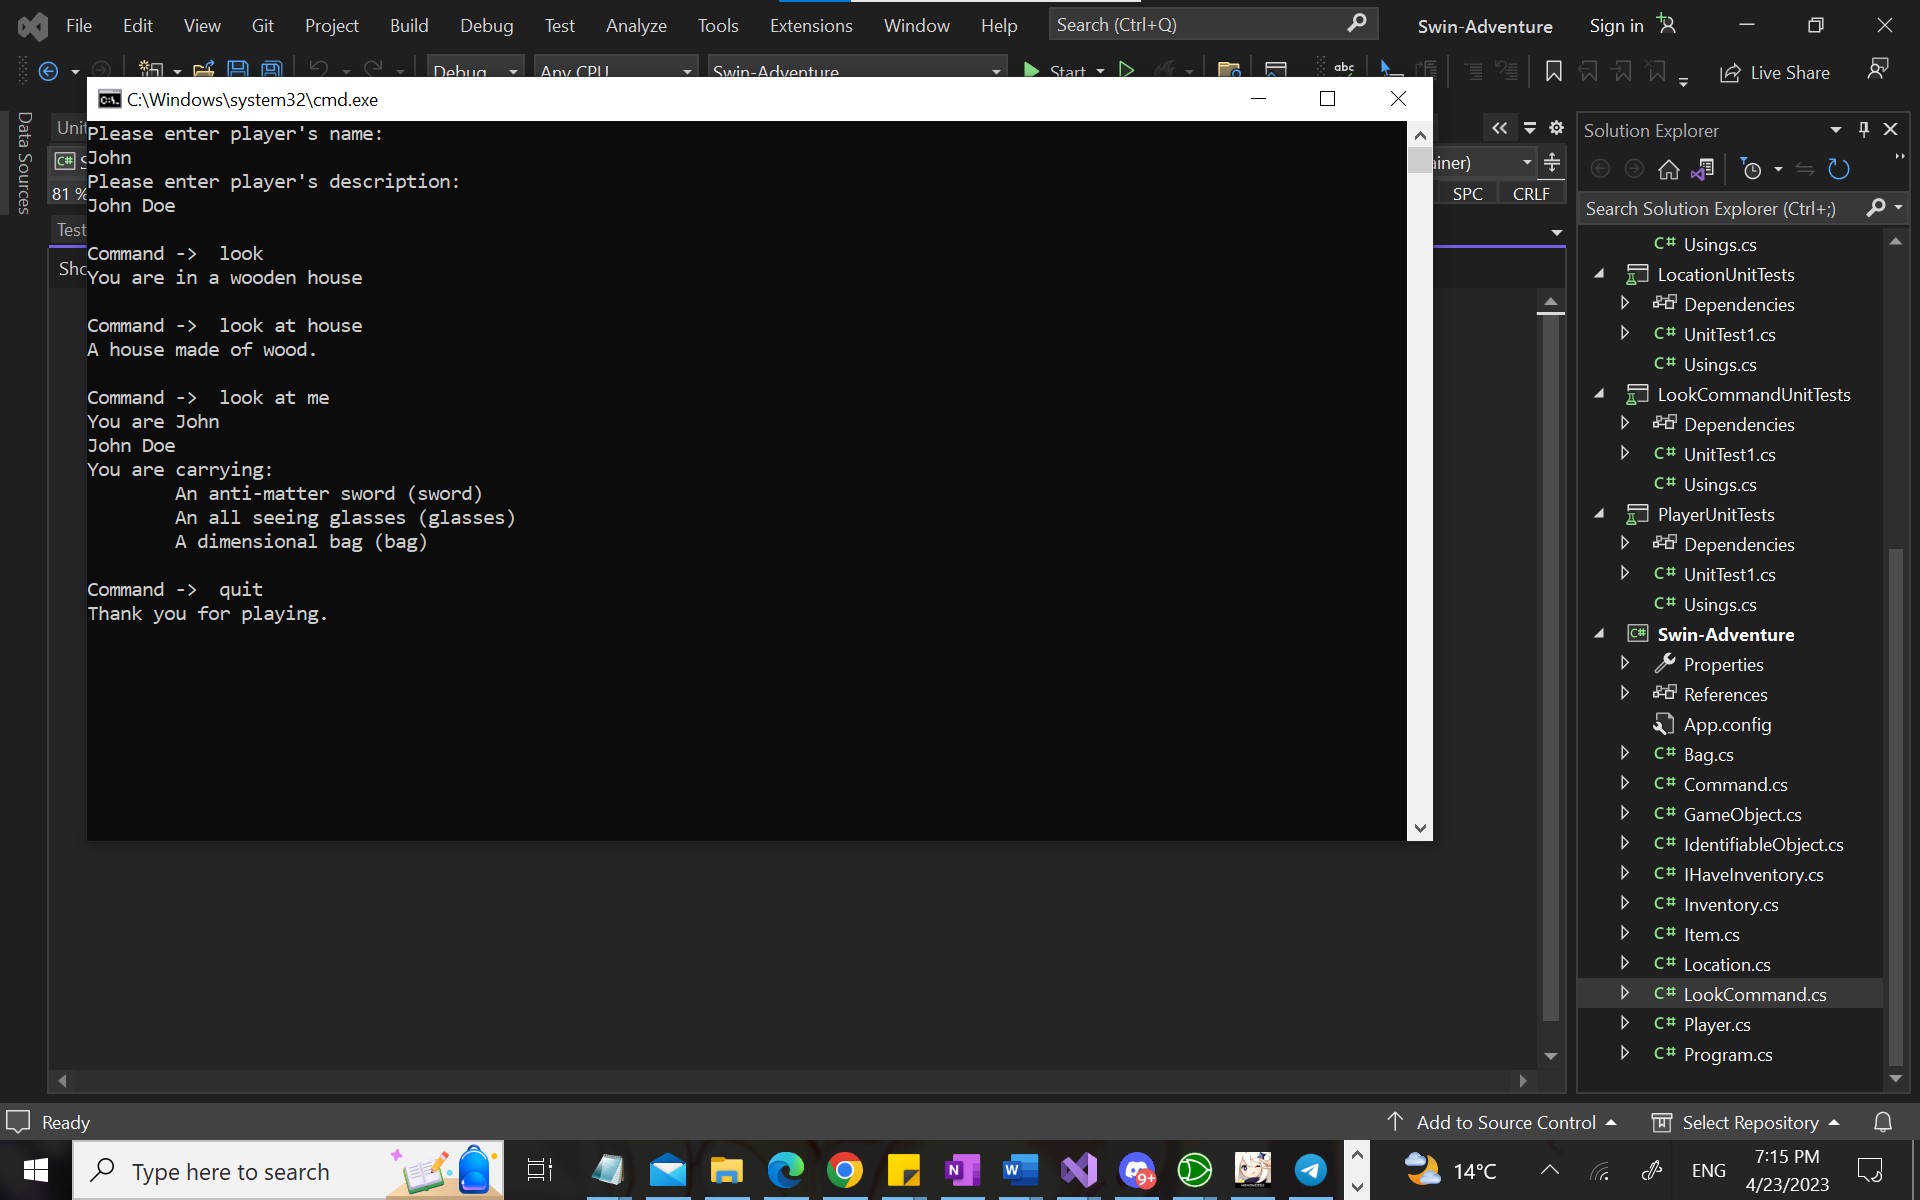 File Edit View Git Project Build Debug Test Analyze Tools Extensions Window Help Search (Ctrl+Q) Swin-Adventure Sign in
Debug Any CPU Swin-Adventure Start abc Live Share
C:\Windows\system32\cmd.exe
Please enter player's name:
John
Please enter player's description:
John Doe
Command -> look
You are in a wooden house
Command -> look at house
A house made of wood.
Command -> look at me
You are John
John Doe
You are carrying:
An anti-matter sword (sword)
An all seeing glasses (glasses)
A dimensional bag (bag)
Command -> quit
Thank you for playing.
Data Sources
81 %
Test
SPC CRLF
Solution Explorer
Search Solution Explorer (Ctrl+;)
C# Usings.cs
LocationUnitTests
Dependencies
C# UnitTest1.cs
C# Usings.cs
LookCommandUnitTests
Dependencies
C# UnitTest1.cs
C# Usings.cs
PlayerUnitTests
Dependencies
C# UnitTest1.cs
C# Usings.cs
C# Swin-Adventure
Properties
References
App.config
C# Bag.cs
C# Command.cs
C# GameObject.cs
C# IdentifiableObject.cs
C# IHaveInventory.cs
C# Inventory.cs
C# Item.cs
C# Location.cs
C# LookCommand.cs
C# Player.cs
C# Program.cs
Ready Add to Source Control Select Repository
Type here to search 9+ 14°C ENG 7:15 PM
4/23/2023